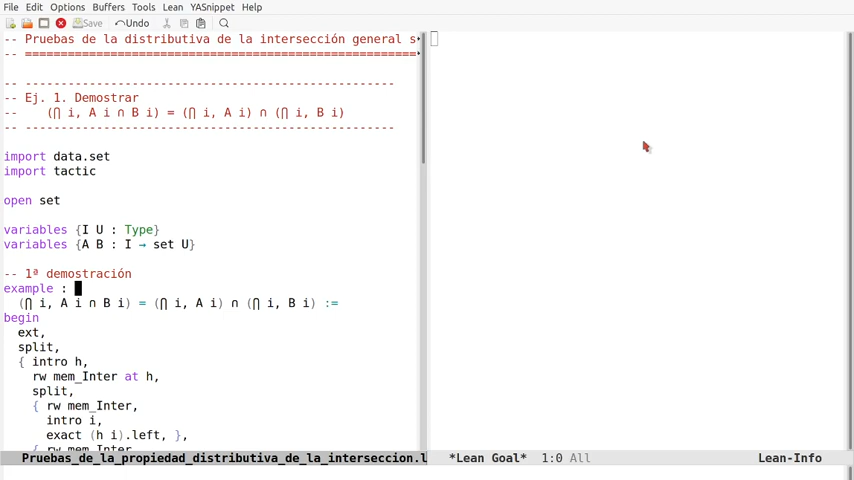 File Edit Options Buffers Tools Lean YASnippet Help
Save Undo
-- Pruebas de la distributiva de la intersección general s
-- =======================================================
-- ---------------------------------------------------
-- Ej. 1. Demostrar
--    (⋂ i, A i ∩ B i) = (⋂ i, A i) ∩ (⋂ i, B i)
-- ---------------------------------------------------
import data.set
import tactic
open set
variables {I U : Type}
variables {A B : I → set U}
-- 1ª demostración
example :
  (⋂ i, A i ∩ B i) = (⋂ i, A i) ∩ (⋂ i, B i) :=
begin
  ext,
  split,
  { intro h,
    rw mem_Inter at h,
    split,
    { rw mem_Inter,
      intro i,
      exact (h i).left, },
    { rw mem_Inter,
Pruebas_de_la_propiedad_distributiva_de_la_interseccion.l
*Lean Goal* 1:0 All Lean-Info